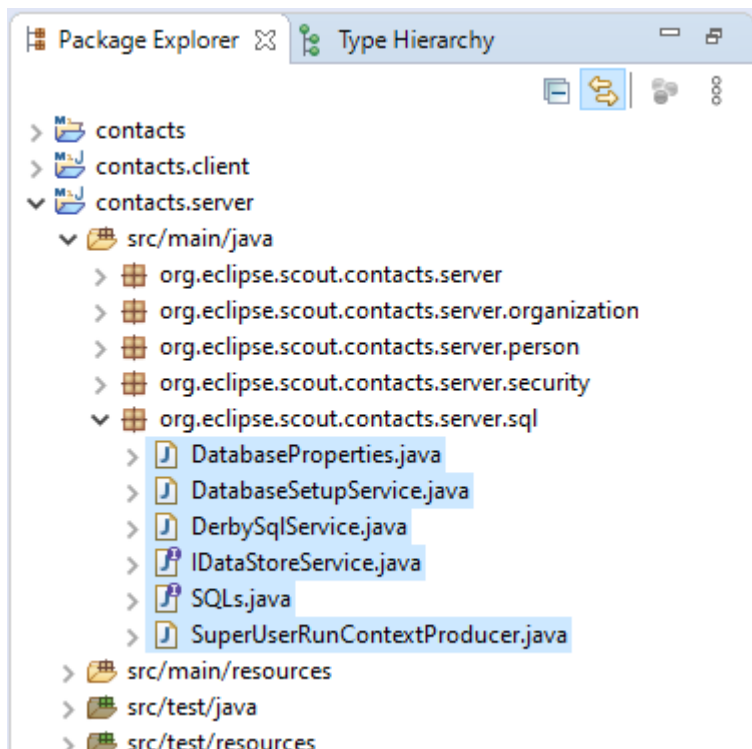 Package Explorer Type Hierarchy
contacts
contacts.client
contacts.server
src/main/java
org.eclipse.scout.contacts.server
org.eclipse.scout.contacts.server.organization
org.eclipse.scout.contacts.server.person
org.eclipse.scout.contacts.server.security
org.eclipse.scout.contacts.server.sql
DatabaseProperties.java
DatabaseSetupService.java
DerbySqlService.java
IDataStoreService.java
SQLs.java
SuperUserRunContextProducer.java
src/main/resources
src/test/java
src/test/resources